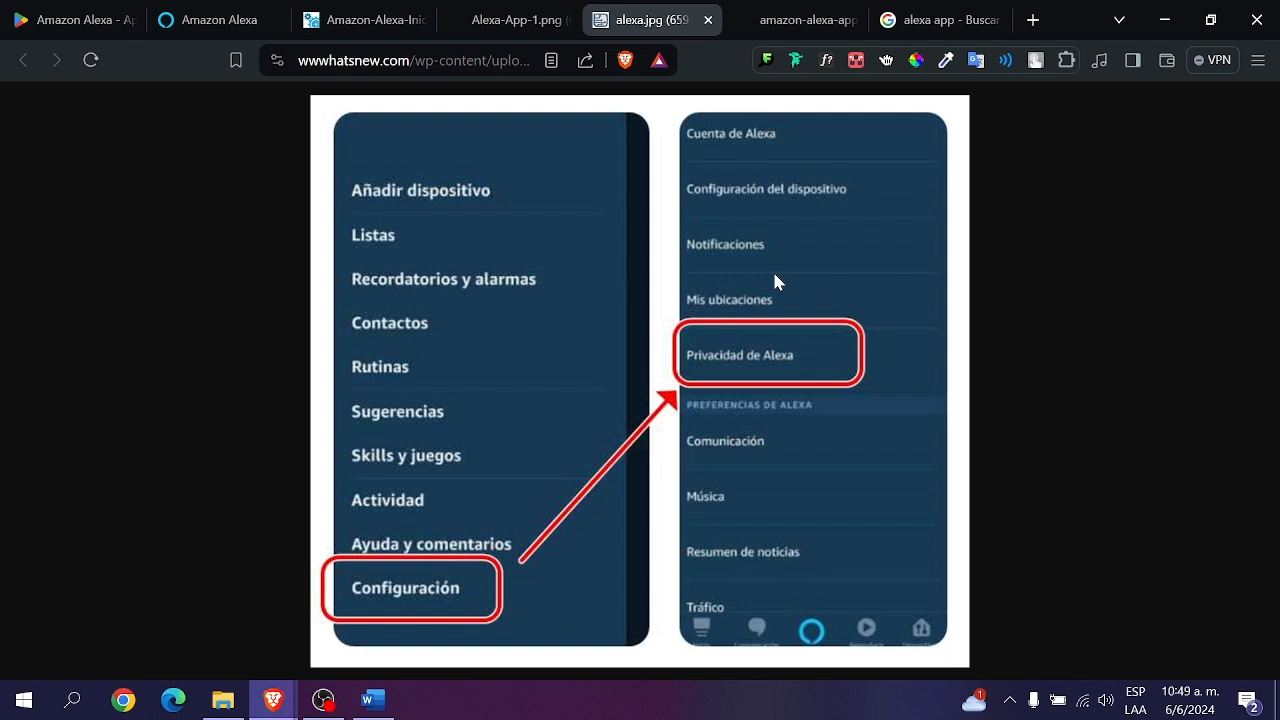 Amazon Alexa - Ap
Amazon Alexa
Amazon-Alexa-Inic
Alexa-App-1.png (
alexa.jpg (659
amazon-alexa-app
alexa app - Buscar
wwwhatsnew.com/wp-content/uplo...
VPN
Añadir dispositivo
Listas
Recordatorios y alarmas
Contactos
Rutinas
Sugerencias
Skills y juegos
Actividad
Ayuda y comentarios
Configuración
Cuenta de Alexa
Configuración del dispositivo
Notificaciones
Mis ubicaciones
Privacidad de Alexa
PREFERENCIAS DE ALEXA
Comunicación
Música
Resumen de noticias
Tráfico
ESP
LAA
10:49 a. m.
6/6/2024
2